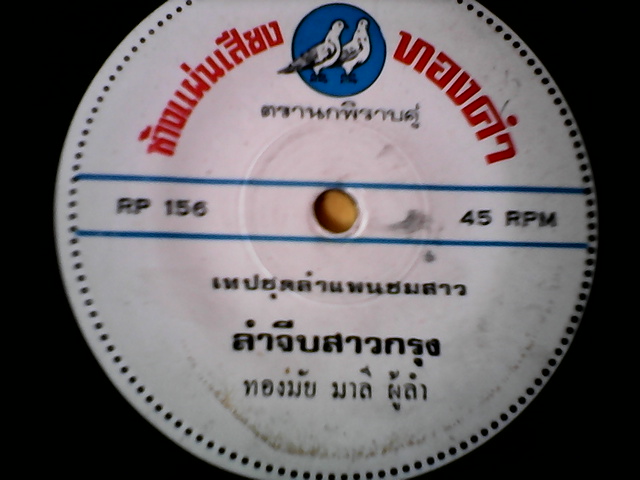 ห้างแผ่นเสียง ทองคำ
ตรานกพิราบคู่
RP 156 45 RPM
เทปชุดลำแพนชมสาว
ลำจีบสาวกรุง
ทองมัย มาลี ผู้ลำ